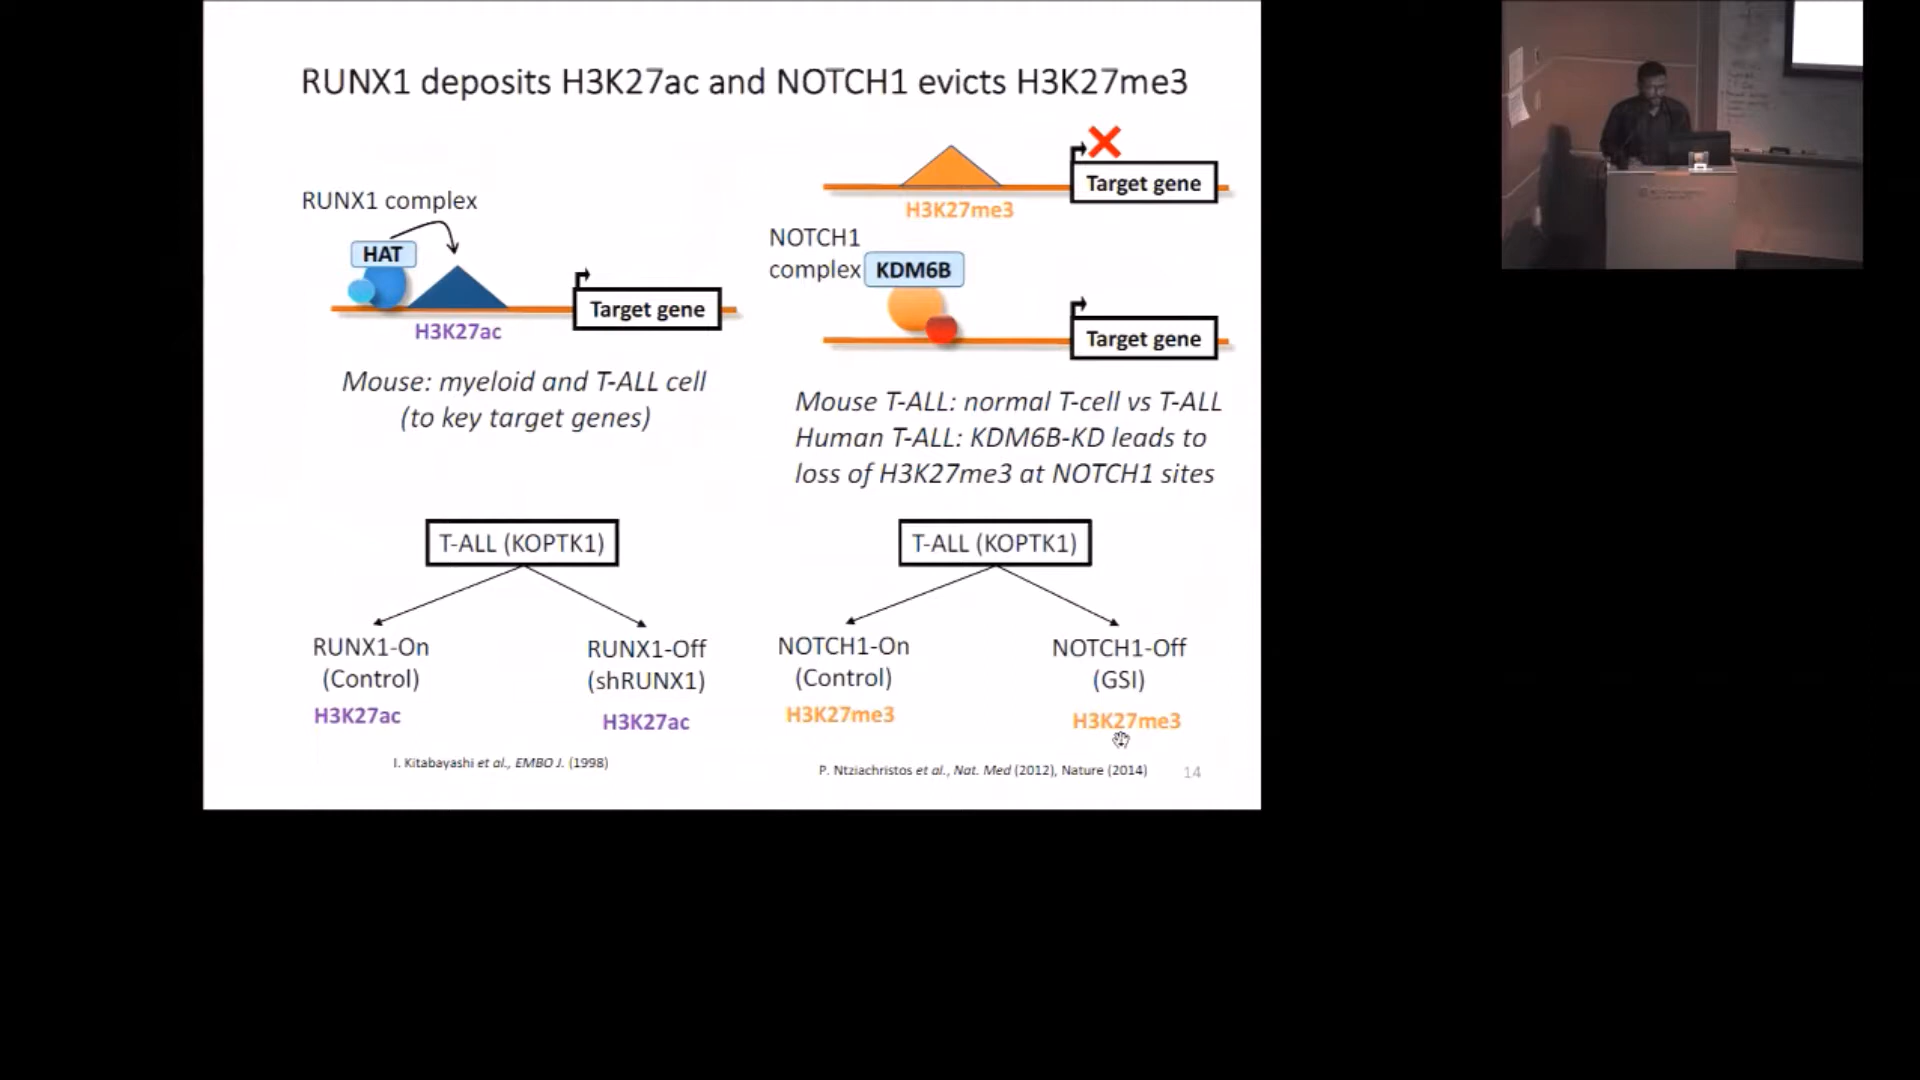 RUNX1 deposits H3K27ac and NOTCH1 evicts H3K27me3
RUNX1 complex
HAT
H3K27ac
Target gene
Mouse: myeloid and T-ALL cell
(to key target genes)
Target gene
H3K27me3
NOTCH1
complex
KDM6B
Target gene
Mouse T-ALL: normal T-cell vs T-ALL
Human T-ALL: KDM6B-KD leads to
loss of H3K27me3 at NOTCH1 sites
T-ALL (KOPTK1)
RUNX1-On
(Control)
H3K27ac
RUNX1-Off
(shRUNX1)
H3K27ac
T-ALL (KOPTK1)
NOTCH1-On
(Control)
H3K27me3
NOTCH1-Off
(GSI)
H3K27me3
I. Kitabayashi et al., EMBO J. (1998)
P. Ntziachristos et al., Nat. Med (2012), Nature (2014)
14